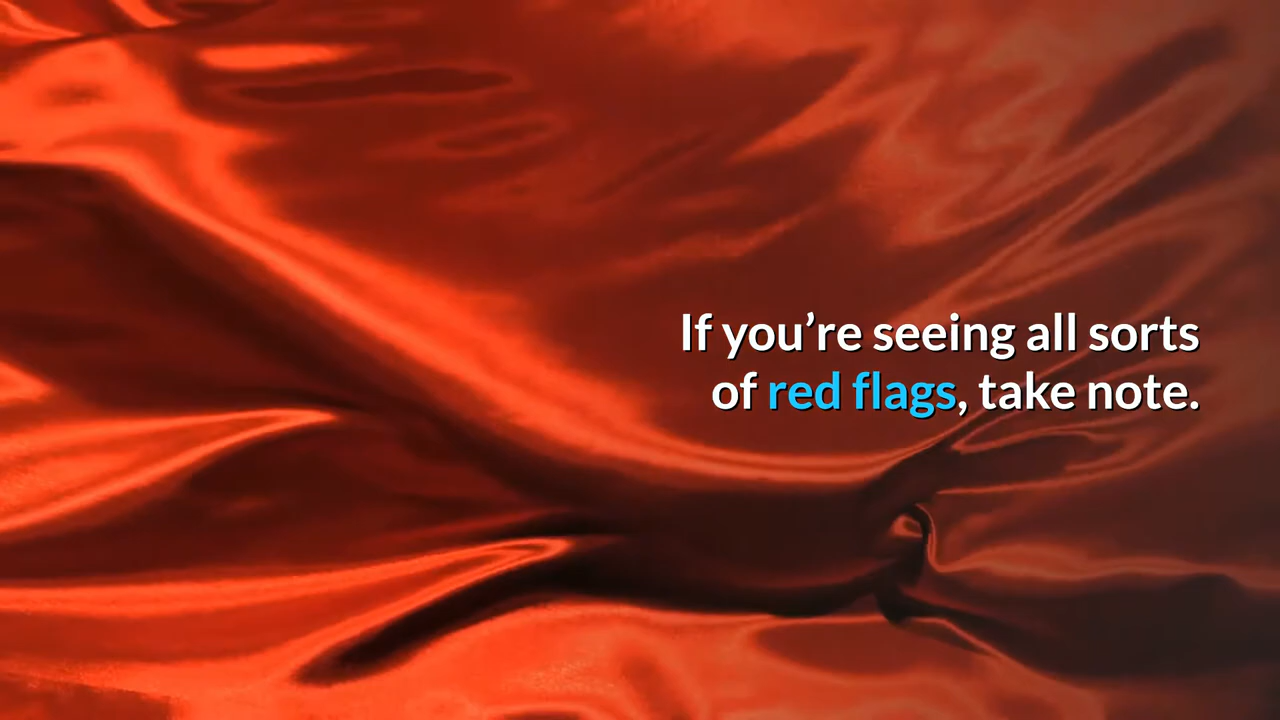 If you’re seeing all sorts
of red flags, take note.